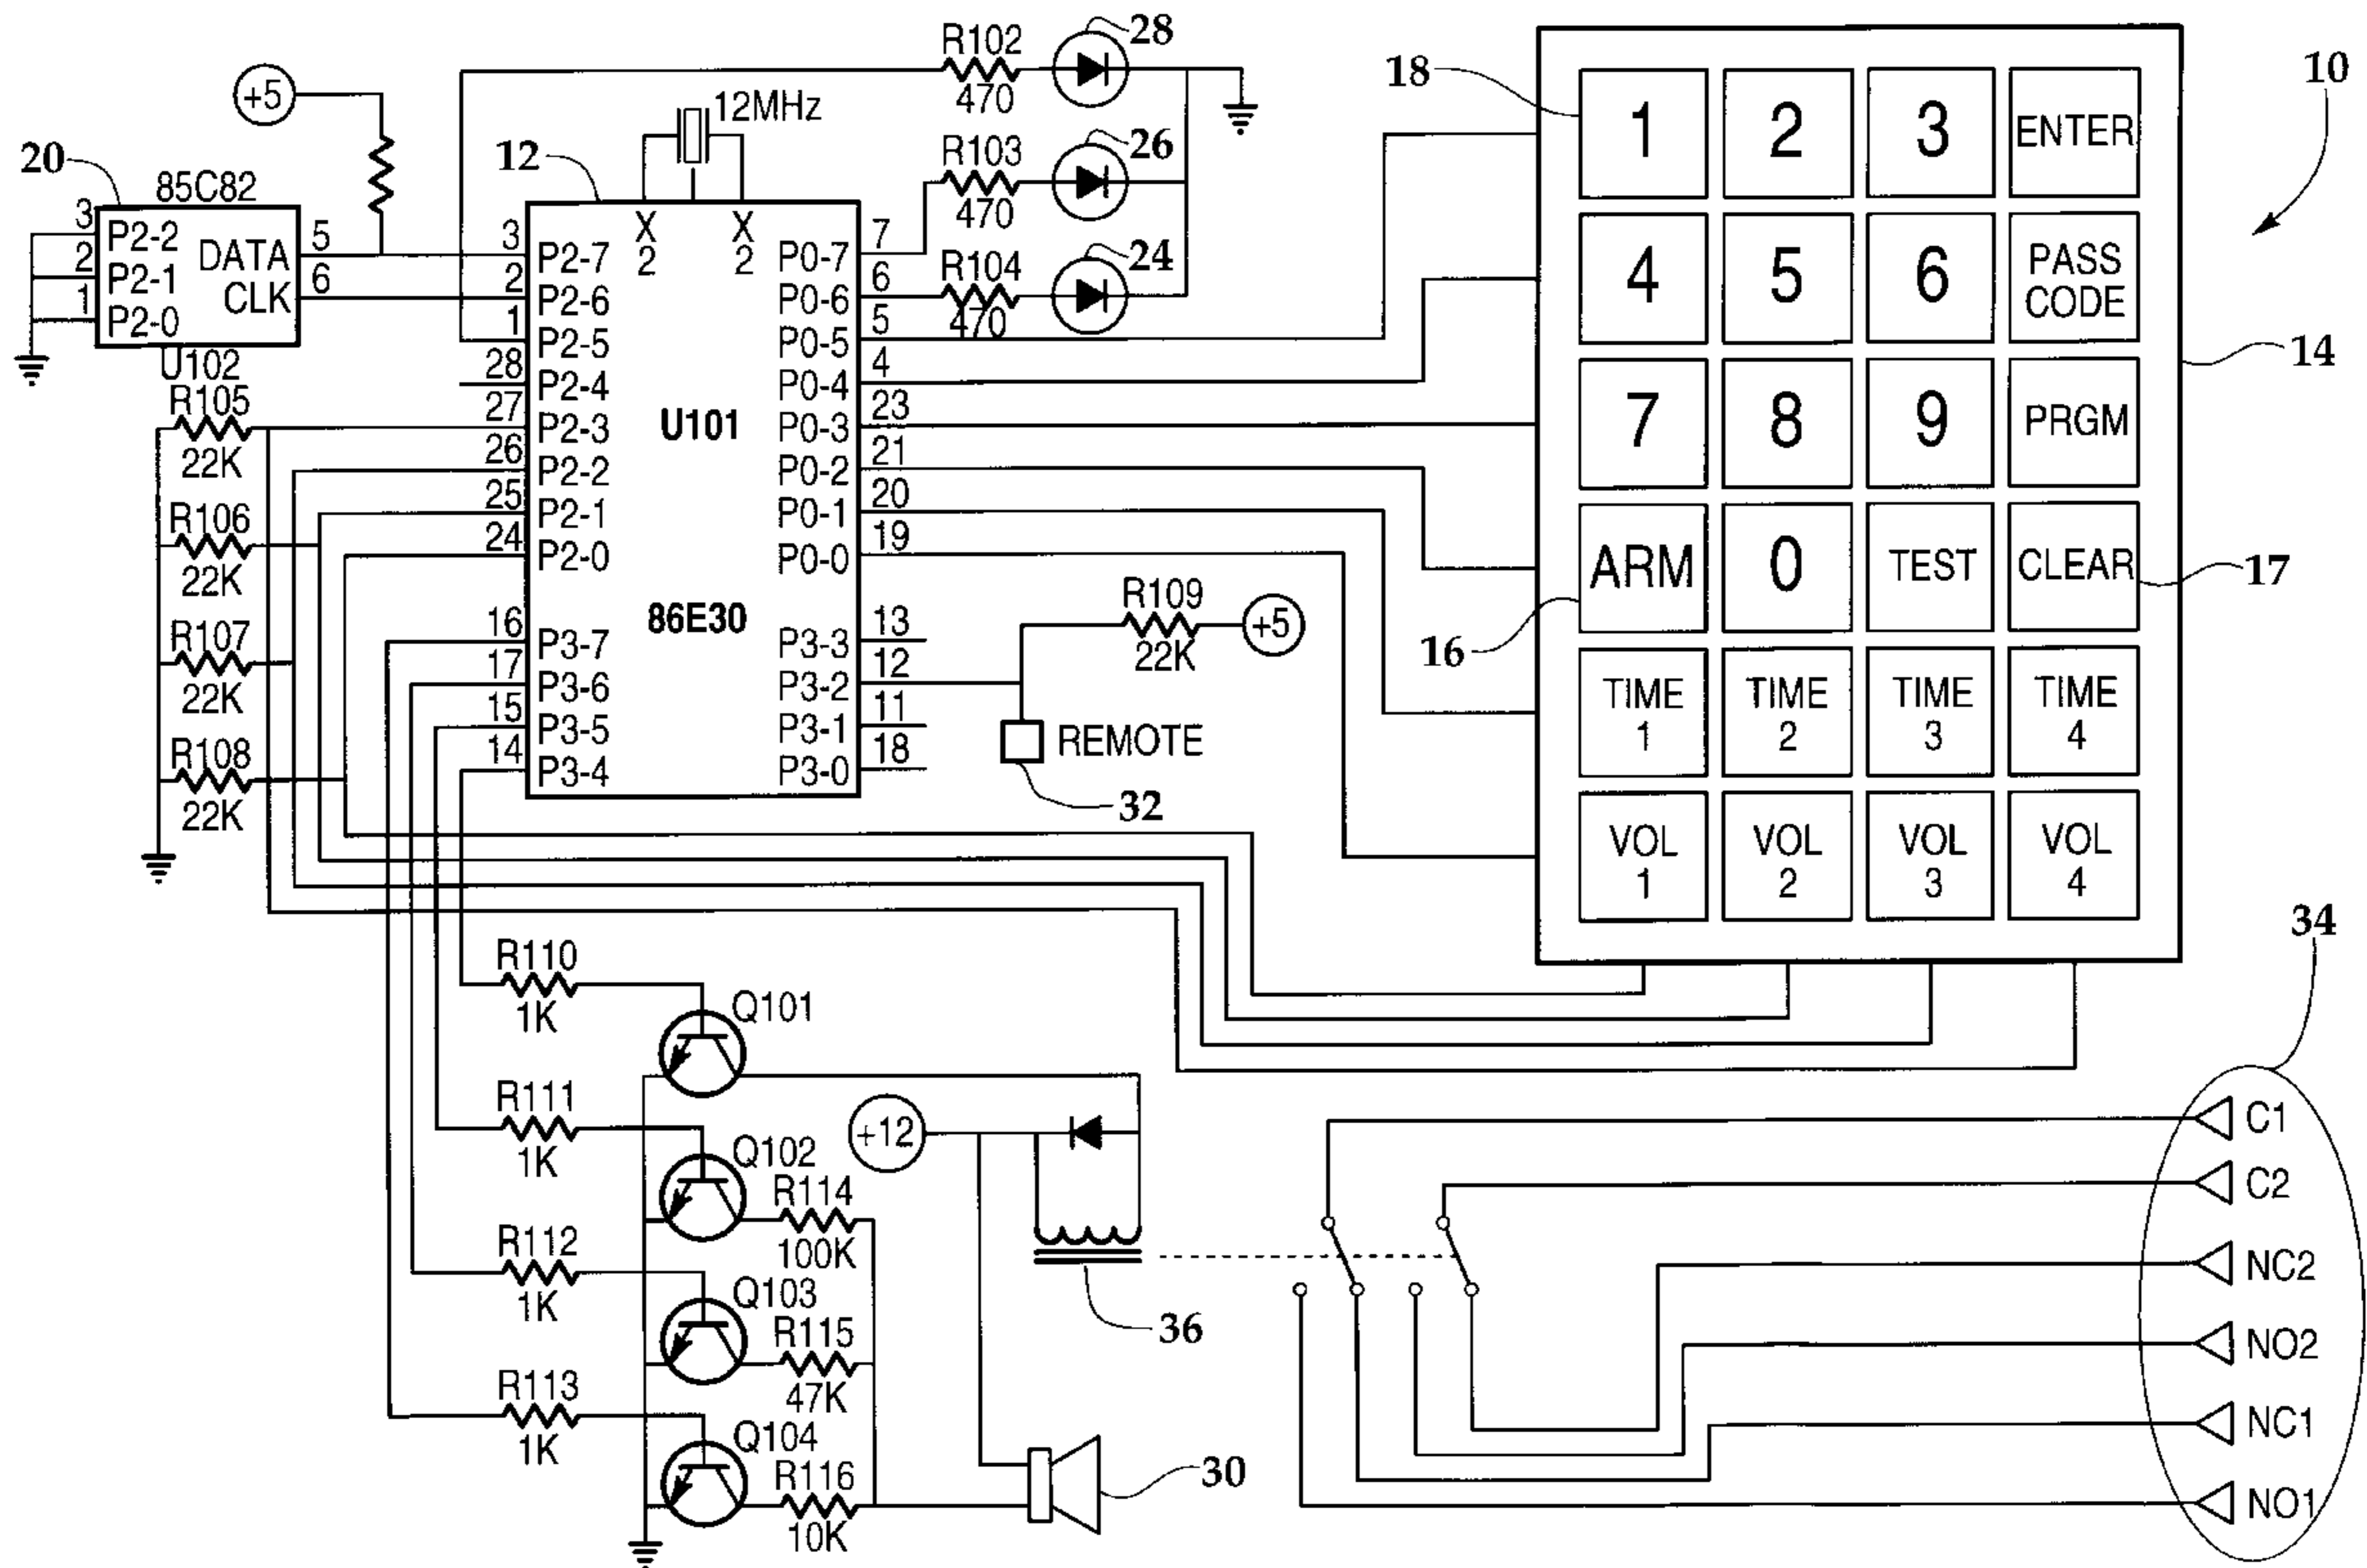 +5
20
85C82
3 P2-2
2 P2-1
1 P2-0
DATA 5
CLK 6
U102
12MHz
12
X X
2 2
3 P2-7
2 P2-6
1 P2-5
28 P2-4
27 P2-3
26 P2-2
25 P2-1
24 P2-0
16 P3-7
17 P3-6
15 P3-5
14 P3-4
U101
86E30
P0-7 7
P0-6 6
P0-5 5
P0-4 4
P0-3 23
P0-2 21
P0-1 20
P0-0 19
P3-3 13
P3-2 12
P3-1 11
P3-0 18
R102
470
28
R103
470
26
R104
470
24
R105
22K
R106
22K
R107
22K
R108
22K
R109
22K
+5
REMOTE
32
10
18
1 2 3 ENTER
4 5 6 PASS
CODE
14
7 8 9 PRGM
ARM 0 TEST CLEAR
17
16
TIME TIME TIME TIME
1 2 3 4
VOL VOL VOL VOL
1 2 3 4
R110
1K
Q101
R111
1K
Q102
R114
100K
R112
1K
Q103
R115
47K
R113
1K
Q104
R116
10K
+12
36
30
34
C1
C2
NC2
NO2
NC1
NO1